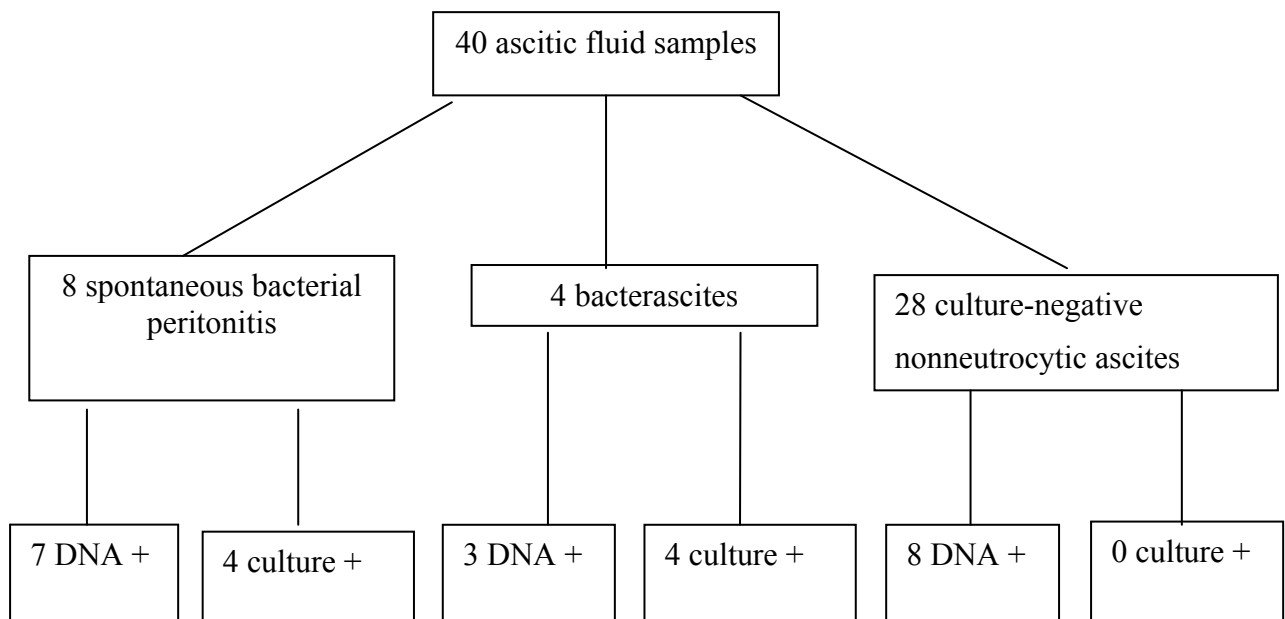 40 ascitic fluid samples
8 spontaneous bacterial
peritonitis
4 bacterascites
28 culture-negative
nonneutrocytic ascites
7 DNA +
4 culture +
3 DNA +
4 culture +
8 DNA +
0 culture +